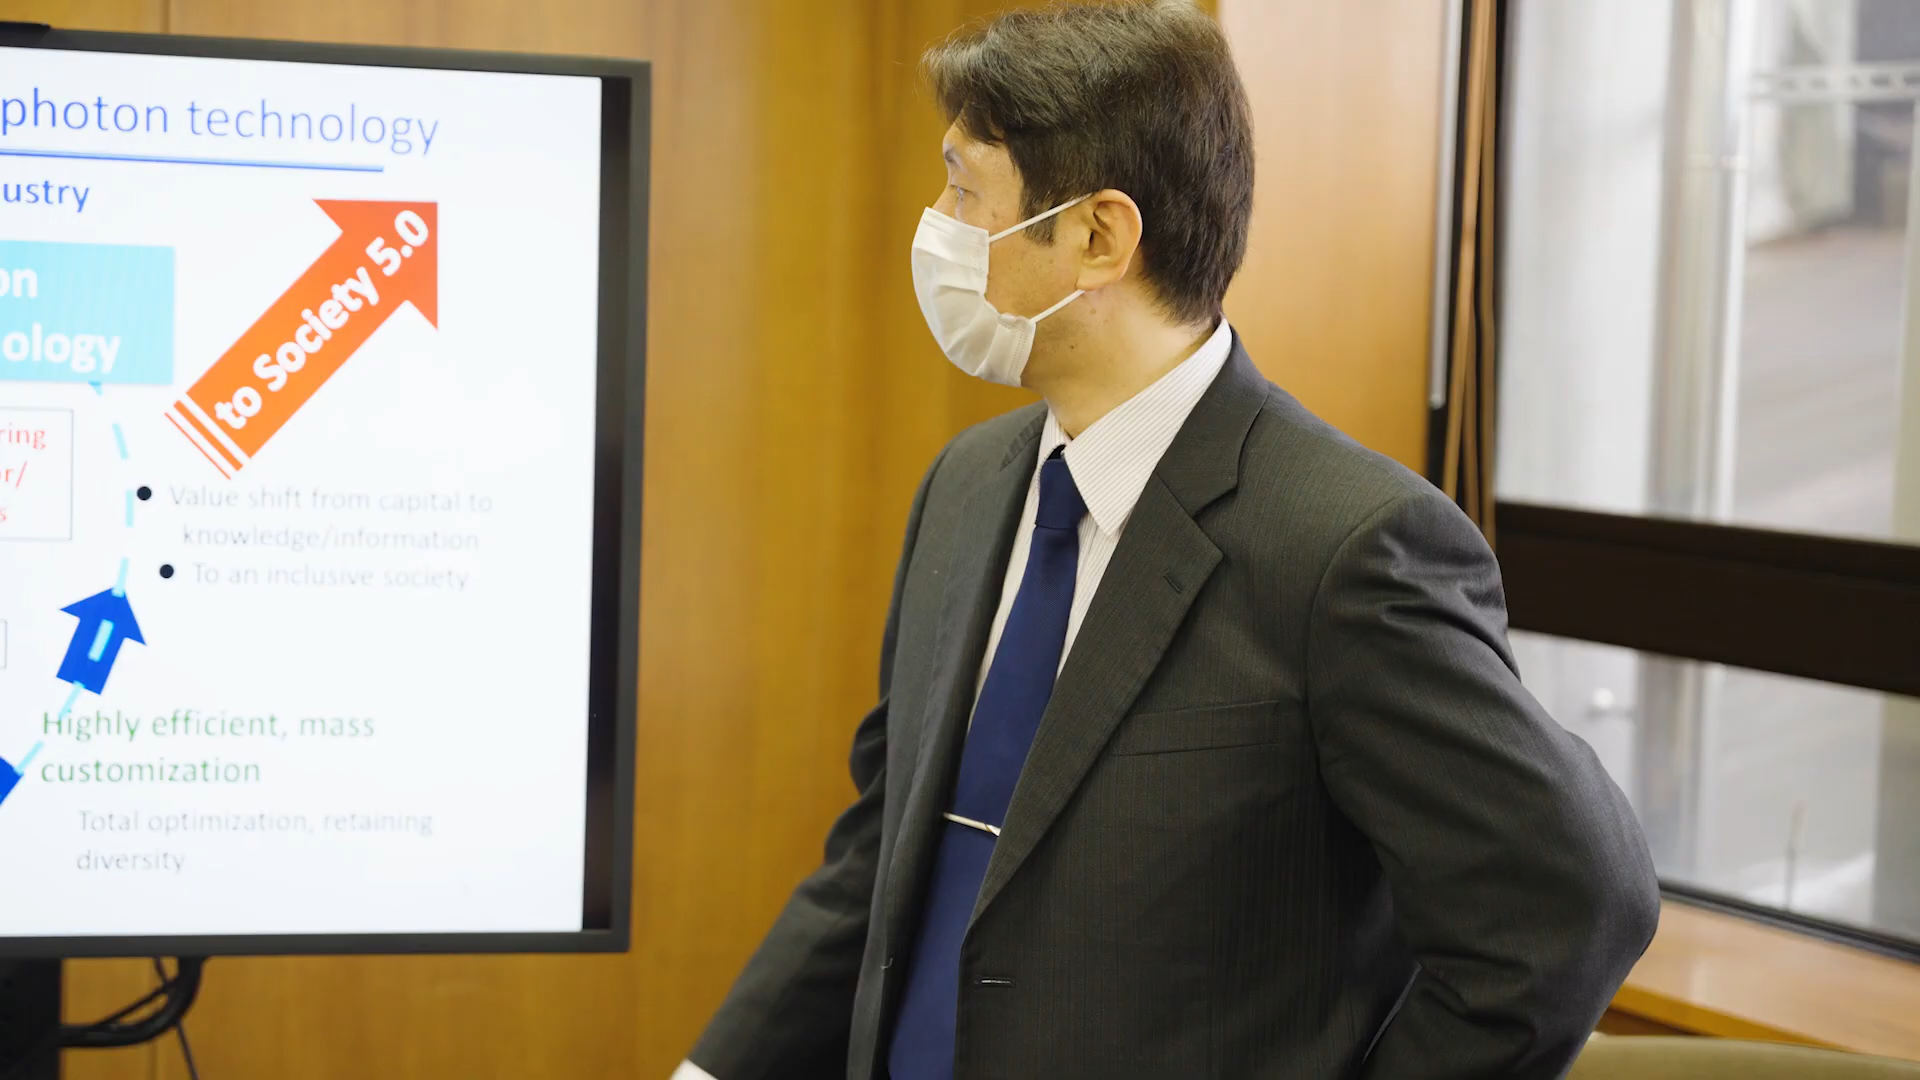 photon technology
ustry
on
ology
to Society 5.0
ring
r/
s
Value shift from capital to
knowledge/information
To an inclusive society
Highly efficient, mass
customization
Total optimization, retaining
diversity